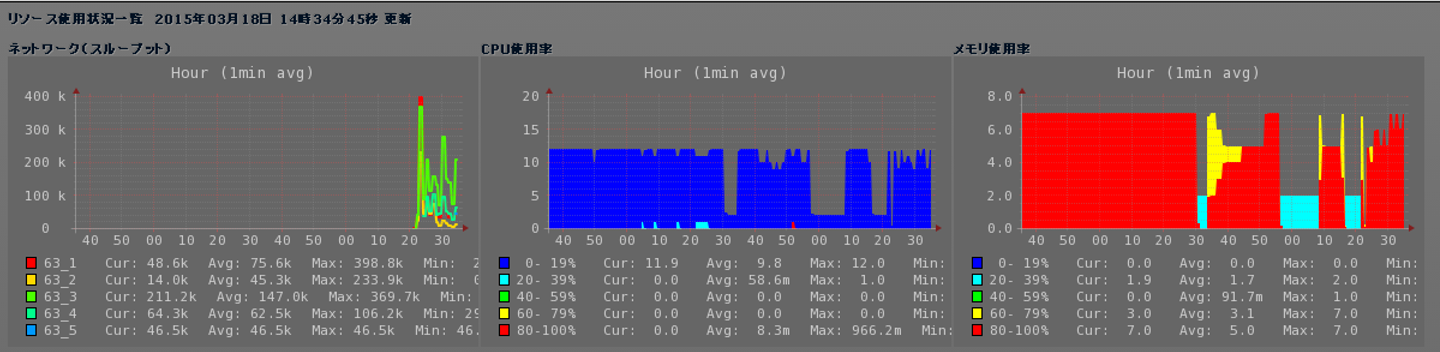 リソース使用状況一覧 2015年03月18日 14時34分45秒 更新
ネットワーク(スループット)
Hour (1min avg)
400 k
300 k
200 k
100 k
0
40 50 00 10 20 30 40 50 00 10 20 30
63_1 Cur: 48.6k Avg: 75.6k Max: 398.8k Min:
63_2 Cur: 14.0k Avg: 45.3k Max: 233.9k Min:
63_3 Cur: 211.2k Avg: 147.0k Max: 369.7k Min:
63_4 Cur: 64.3k Avg: 62.5k Max: 106.2k Min: 29
63_5 Cur: 46.5k Avg: 46.5k Max: 46.5k Min: 46.
CPU使用率
Hour (1min avg)
20
15
10
5
0
40 50 00 10 20 30 40 50 00 10 20 30
0- 19% Cur: 11.9 Avg: 9.8 Max: 12.0 Min:
20- 39% Cur: 0.0 Avg: 58.6m Max: 1.0 Min:
40- 59% Cur: 0.0 Avg: 0.0 Max: 0.0 Min:
60- 79% Cur: 0.0 Avg: 0.0 Max: 0.0 Min:
80-100% Cur: 0.0 Avg: 8.3m Max: 966.2m Min:
メモリ使用率
Hour (1min avg)
8.0
6.0
4.0
2.0
0.0
40 50 00 10 20 30 40 50 00 10 20 30
0- 19% Cur: 0.0 Avg: 0.0 Max: 0.0 Min:
20- 39% Cur: 1.9 Avg: 1.7 Max: 2.0 Min:
40- 59% Cur: 0.0 Avg: 91.7m Max: 1.0 Min:
60- 79% Cur: 3.0 Avg: 3.1 Max: 7.0 Min:
80-100% Cur: 7.0 Avg: 5.0 Max: 7.0 Min: